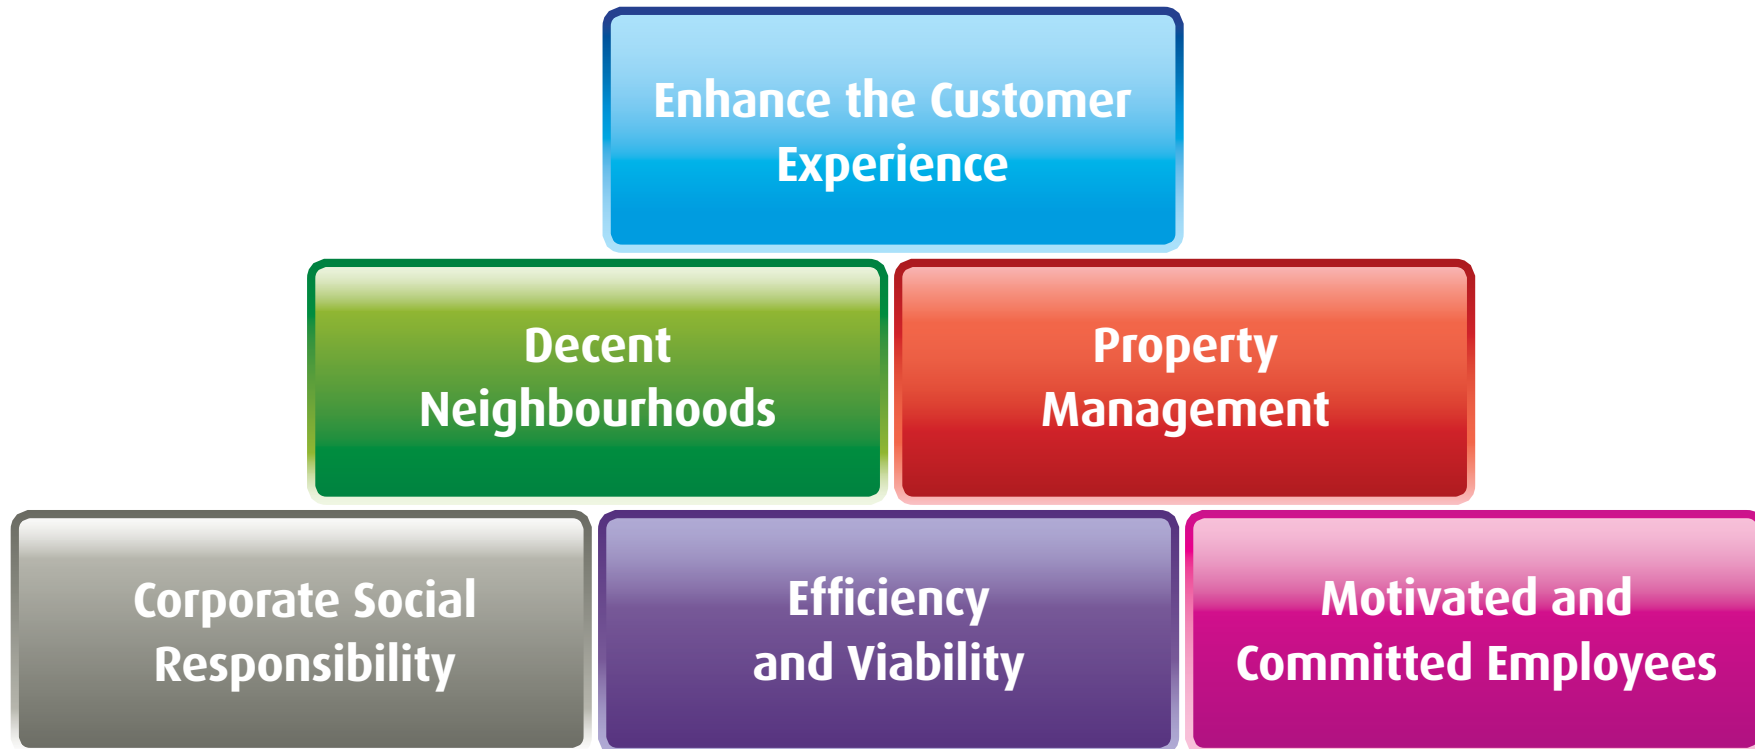 Enhance the Customer
Experience
Decent
Neighbourhoods
Property
Management
Corporate Social
Responsibility
Efficiency
and Viability
Motivated and
Committed Employees